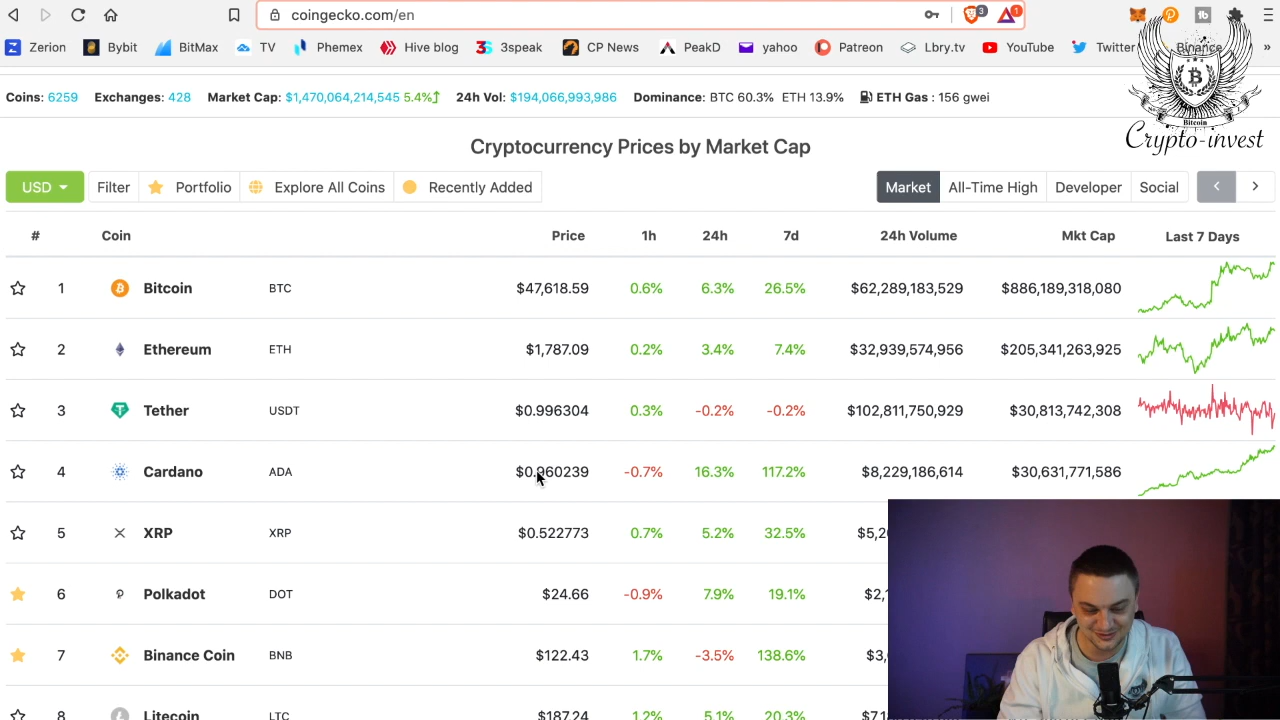 coingecko.com/en 3 1
Zerion Bybit BitMax TV Phemex Hive blog 3speak CP News PeakD yahoo Patreon Lbry.tv YouTube Twitter Binance »
Coins: 6259 Exchanges: 428 Market Cap: $1,470,064,214,545 5.4% 24h Vol: $194,066,993,986 Dominance: BTC 60.3% ETH 13.9% ETH Gas : 156 gwei
Bitcoin
Crypto-invest
Cryptocurrency Prices by Market Cap
USD Filter Portfolio Explore All Coins Recently Added Market All-Time High Developer Social
# Coin Price 1h 24h 7d 24h Volume Mkt Cap Last 7 Days
1 Bitcoin BTC $47,618.59 0.6% 6.3% 26.5% $62,289,183,529 $886,189,318,080
2 Ethereum ETH $1,787.09 0.2% 3.4% 7.4% $32,939,574,956 $205,341,263,925
3 Tether USDT $0.996304 0.3% -0.2% -0.2% $102,811,750,929 $30,813,742,308
4 Cardano ADA $0.960239 -0.7% 16.3% 117.2% $8,229,186,614 $30,631,771,586
5 XRP XRP $0.522773 0.7% 5.2% 32.5%
6 Polkadot DOT $24.66 -0.9% 7.9% 19.1%
7 Binance Coin BNB $122.43 1.7% -3.5% 138.6%
8 Litecoin LTC $187.24 1.2% 5.1% 20.3%